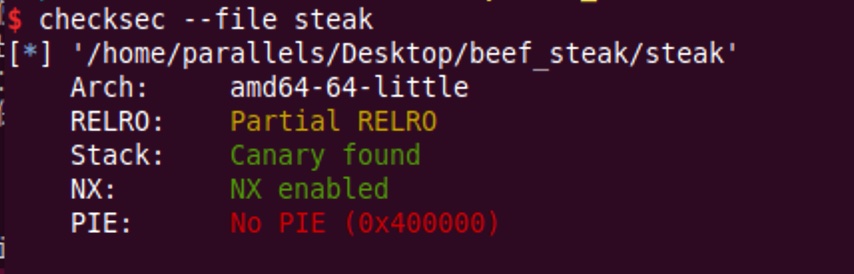 $ checksec --file steak
[*] '/home/parallels/Desktop/beef_steak/steak'
Arch: amd64-64-little
RELRO: Partial RELRO
Stack: Canary found
NX: NX enabled
PIE: No PIE (0x400000)